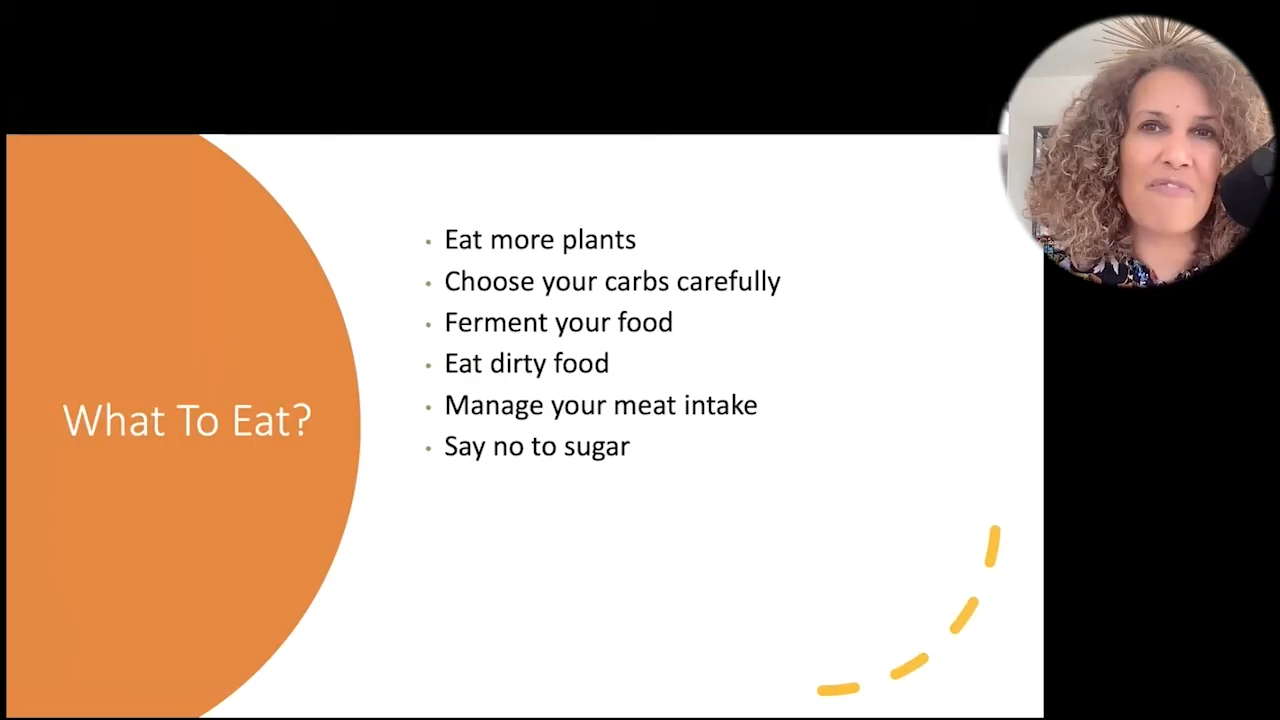 What To Eat?
• Eat more plants
• Choose your carbs carefully
• Ferment your food
• Eat dirty food
• Manage your meat intake
• Say no to sugar